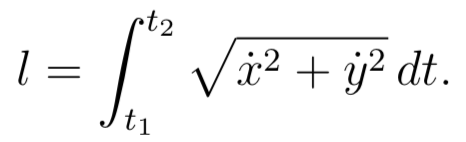 l = ∫_{t₁}^{t₂} √(ẋ² + ẏ²) dt.